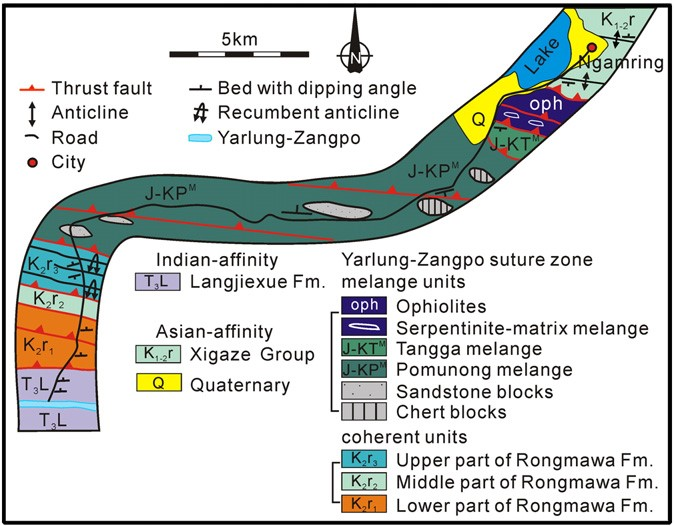 5km
N
Thrust fault
Anticline
Road
City
Bed with dipping angle
Recumbent anticline
Yarlung-Zangpo
K₁₋₂r
Lake
Ngamring
Q
oph
J-KTᴹ
J-KPᴹ
J-KPᴹ
K₂r₃
K₂r₂
K₂r₁
T₃L
T₃L
Indian-affinity
T₃L Langjiexue Fm.
Asian-affinity
K₁₋₂r Xigaze Group
Q Quaternary
Yarlung-Zangpo suture zone
melange units
oph Ophiolites
Serpentinite-matrix melange
J-KTᴹ Tangga melange
J-KPᴹ Pomunong melange
Sandstone blocks
Chert blocks
coherent units
K₂r₃ Upper part of Rongmawa Fm.
K₂r₂ Middle part of Rongmawa Fm.
K₂r₁ Lower part of Rongmawa Fm.